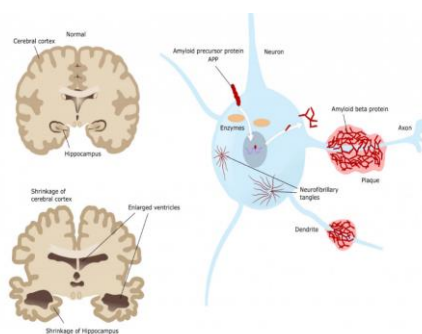 Normal
Cerebral cortex
Hippocampus
Shrinkage of
cerebral cortex
Enlarged ventricles
Shrinkage of Hippocampus
Neuron
Amyloid precursor protein
APP
Enzymes
Amyloid beta protein
Axon
Plaque
Neurofibrillary
tangles
Dendrite